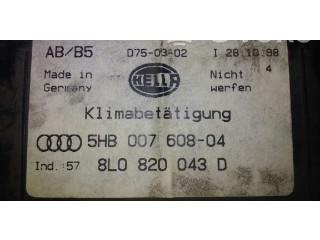 AB/B5 D75-03-02 I 28.10.98
Made in Germany HELLA Nicht werfen 4
Klimabetätigung
5HB 007 608-04
Ind.:57 8L0 820 043 D